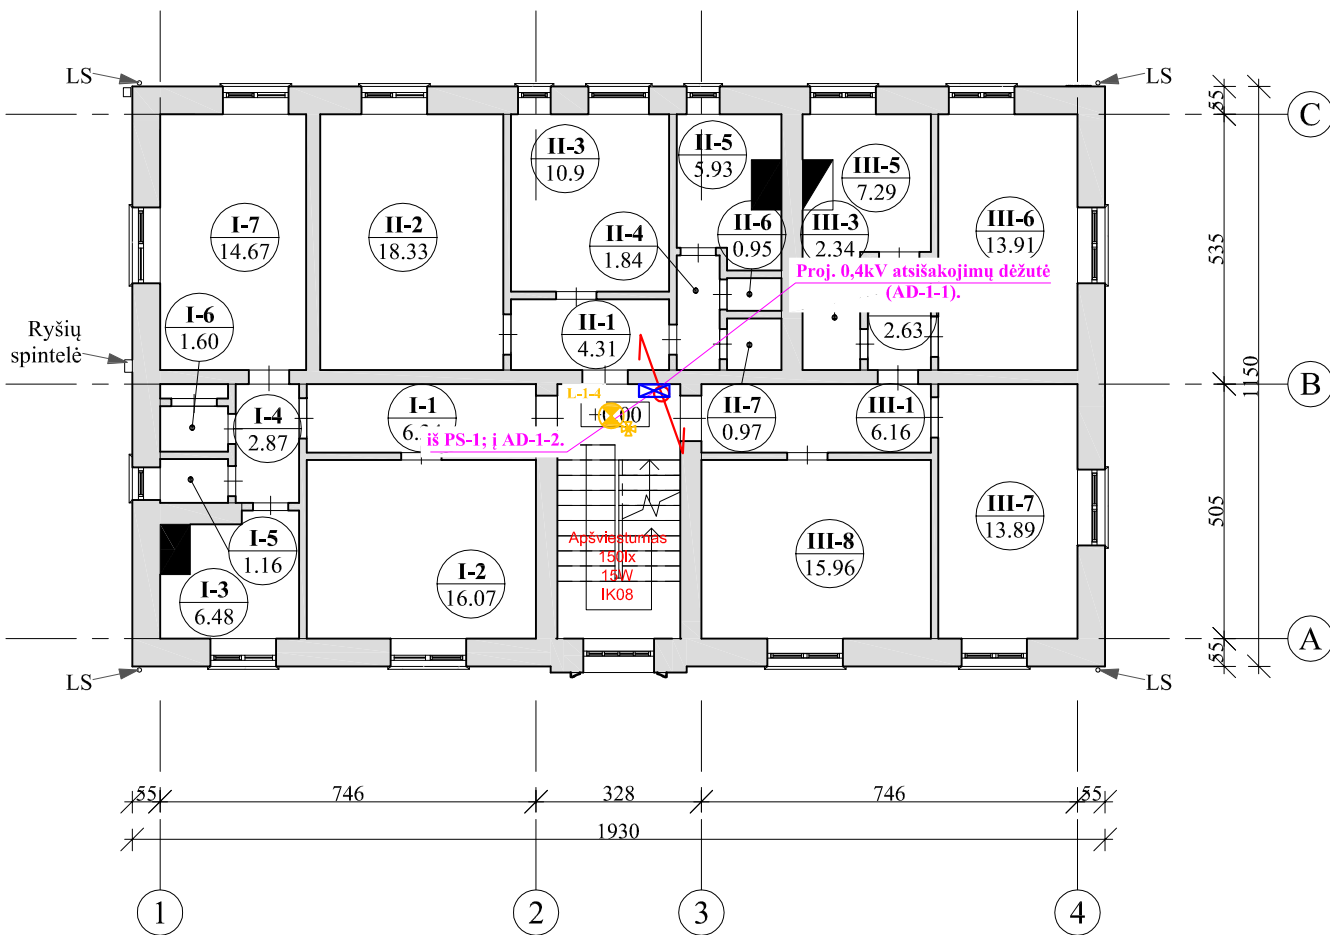 LS
LS
55
C
II-3
10.9
II-5
5.93
III-5
7.29
I-7
14.67
II-2
18.33
II-4
1.84
II-6
0.95
III-3
2.34
III-6
13.91
535
Proj. 0,4kV atsišakojimų dėžutė
(AD-1-1).
I-6
1.60
II-1
4.31
2.63
Ryšių
spintelė
1150
B
L-1-4
I-4
2.87
I-1
II-7
0.97
III-1
6.16
iš PS-1; į AD-1-2.
505
III-7
13.89
I-5
1.16
Apšviestumas
150lx
15W
IK08
III-8
15.96
I-2
16.07
I-3
6.48
A
55
LS
LS
55
746
328
746
55
1930
1
2
3
4